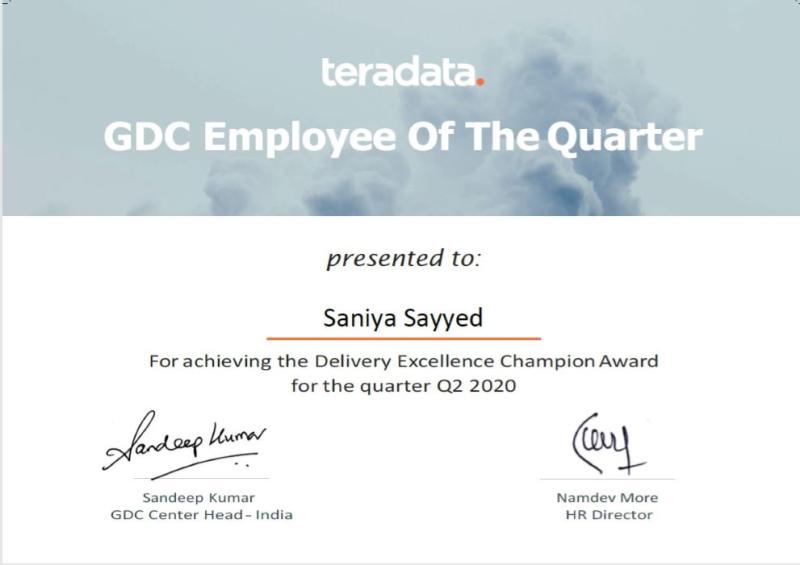 teradata.
GDC Employee Of The Quarter
presented to:
Saniya Sayyed
For achieving the Delivery Excellence Champion Award
for the quarter Q2 2020
Sandeep Kumar
Sandeep Kumar
GDC Center Head - India
Namdev More
HR Director